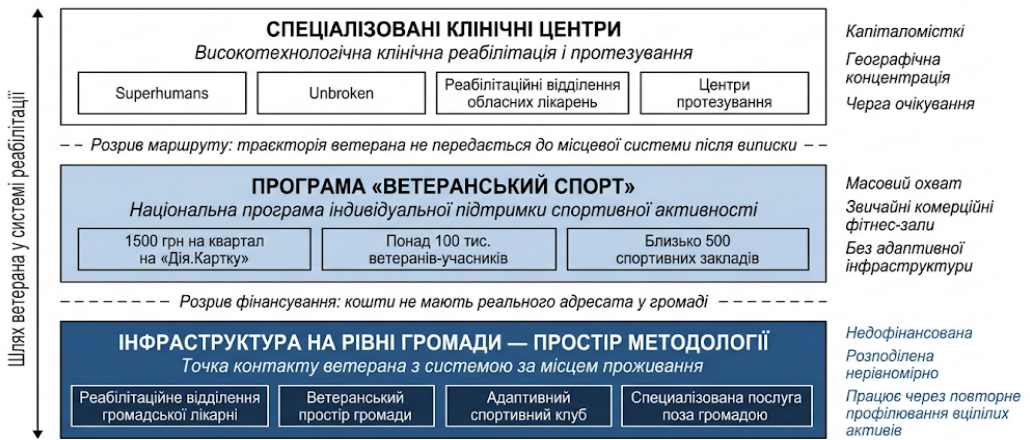 Шлях ветерана у системі реабілітації
СПЕЦІАЛІЗОВАНІ КЛІНІЧНІ ЦЕНТРИ
Високотехнологічна клінічна реабілітація і протезування
Superhumans
Unbroken
Реабілітаційні відділення
обласних лікарень
Центри
протезування
Капіталомісткі
Географічна
концентрація
Черга очікування
Розрив маршруту: траєкторія ветерана не передається до місцевої системи після виписки
ПРОГРАМА «ВЕТЕРАНСЬКИЙ СПОРТ»
Національна програма індивідуальної підтримки спортивної активності
1500 грн на квартал
на «Дія.Картку»
Понад 100 тис.
ветеранів-учасників
Близько 500
спортивних закладів
Масовий охват
Звичайні комерційні
фітнес-зали
Без адаптивної
інфраструктури
Розрив фінансування: кошти не мають реального адресата у громаді
ІНФРАСТРУКТУРА НА РІВНІ ГРОМАДИ — ПРОСТІР МЕТОДОЛОГІЇ
Точка контакту ветерана з системою за місцем проживання
Реабілітаційне відділення
громадської лікарні
Ветеранський
простір громади
Адаптивний
спортивний клуб
Специалізована послуга
поза громадою
Недофінансована
Розподілена
нерівномірно
Працює через повторне
профілювання вцілілих
активів